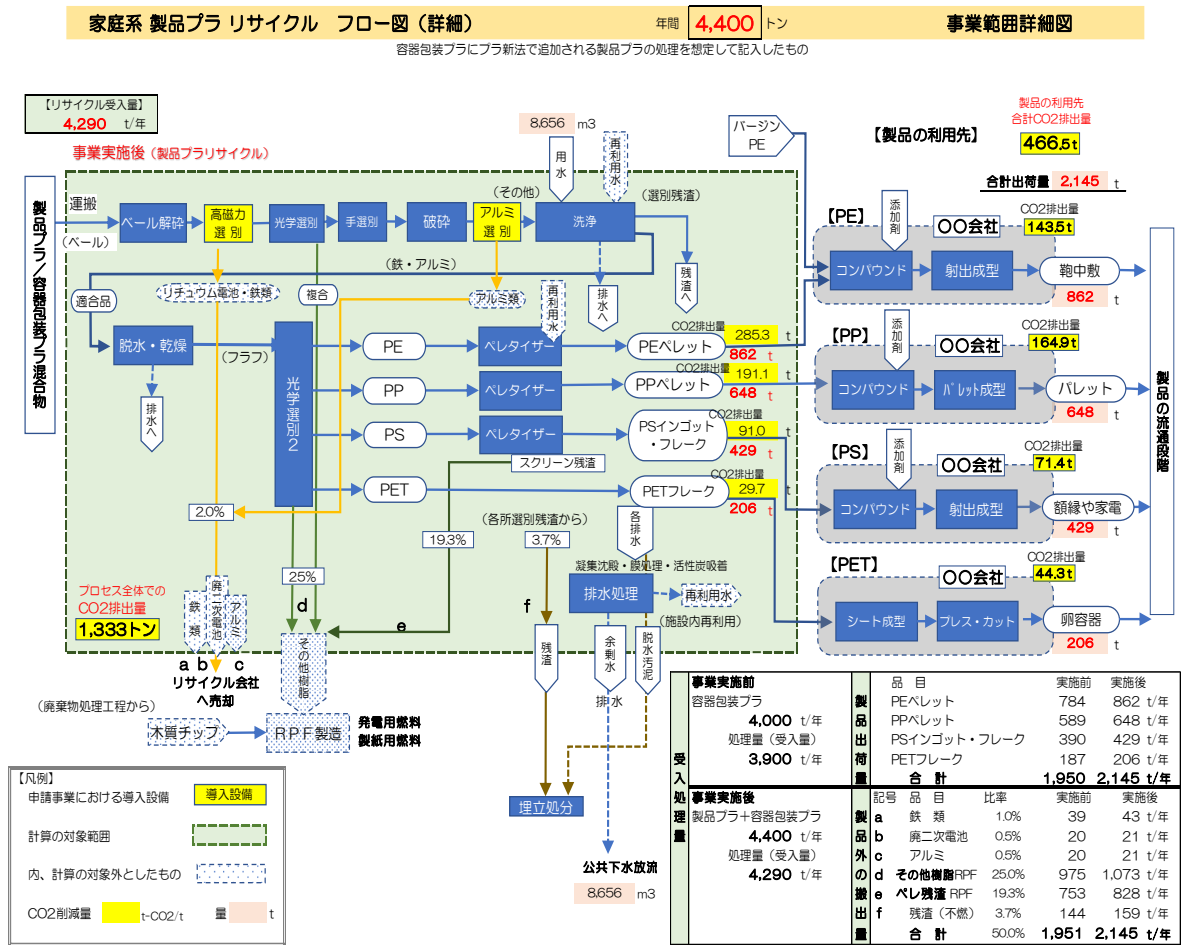 家庭系 製品プラ リサイクル　フロー図（詳細）
年間 4,400 トン
事業範囲詳細図
容器包装プラにプラ新法で追加される製品プラの処理を想定して記入したもの
【リサイクル受入量】
4,290 t/年
事業実施後（製品プラリサイクル）
8,656 m3
用水
再利用水
バージン
PE
【製品の利用先】
製品の利用先
合計CO2排出量
466.5t
合計出荷量 2,145 t
製品プラ／容器包装プラ混合物
運搬
（ベール）
ベール解砕
高磁力
選別
光学選別
手選別
破砕
（その他）
アルミ
選別
洗浄
（選別残渣）
残渣へ
（鉄・アルミ）
適合品
リチュウム電池・鉄類
複合
アルミ類
再利用水
排水へ
脱水・乾燥
（フラフ）
排水へ
光学選別2
PE
ペレタイザー
PEペレット
CO2排出量
285.3 t
862 t
PP
ペレタイザー
PPペレット
CO2排出量
191.1 t
648 t
PS
ペレタイザー
PSインゴット
・フレーク
CO2排出量
91.0 t
429 t
スクリーン残渣
PET
PETフレーク
CO2排出量
29.7 t
206 t
【PE】
添加剤
〇〇会社
CO2排出量
143.5t
コンパウンド
射出成型
鞄中敷
862 t
【PP】
添加剤
〇〇会社
CO2排出量
164.9t
コンパウンド
パレット成型
パレット
648 t
【PS】
添加剤
〇〇会社
CO2排出量
71.4t
コンパウンド
射出成型
額縁や家電
429 t
【PET】
〇〇会社
CO2排出量
44.3t
シート成型
プレス・カット
卵容器
206 t
製品の流通段階
2.0%
19.3%
（各所選別残渣から）
3.7%
各排水
25%
凝集沈殿・膜処理・活性炭吸着
排水処理
再利用水
（施設内再利用）
プロセス全体での
CO2排出量
1,333トン
鉄類
廃二次電池
アルミ
a b c
リサイクル会社
へ売却
d
e
f
その他樹脂
残渣
余剰水
脱水汚泥
排水
（廃棄物処理工程から）
木質チップ
RPF製造
発電用燃料
製紙用燃料
埋立処分
公共下水放流
8,656 m3
【凡例】
申請事業における導入設備 導入設備
計算の対象範囲
内、計算の対象外としたもの
CO2削減量 t-CO2/t 量 t
受入処理量
事業実施前
容器包装プラ
4,000 t/年
処理量（受入量）
3,900 t/年
事業実施後
製品プラ＋容器包装プラ
4,400 t/年
処理量（受入量）
4,290 t/年
製品出荷量
品　目 実施前 実施後
PEペレット 784 862 t/年
PPペレット 589 648 t/年
PSインゴット・フレーク 390 429 t/年
PETフレーク 187 206 t/年
合　計 1,950 2,145 t/年
製品外の搬出量
記号 品　目 比率 実施前 実施後
a 鉄　類 1.0% 39 43 t/年
b 廃二次電池 0.5% 20 21 t/年
c アルミ 0.5% 20 21 t/年
d その他樹脂RPF 25.0% 975 1,073 t/年
e ペレ残渣 RPF 19.3% 753 828 t/年
f 残渣（不燃） 3.7% 144 159 t/年
合　計 50.0% 1,951 2,145 t/年